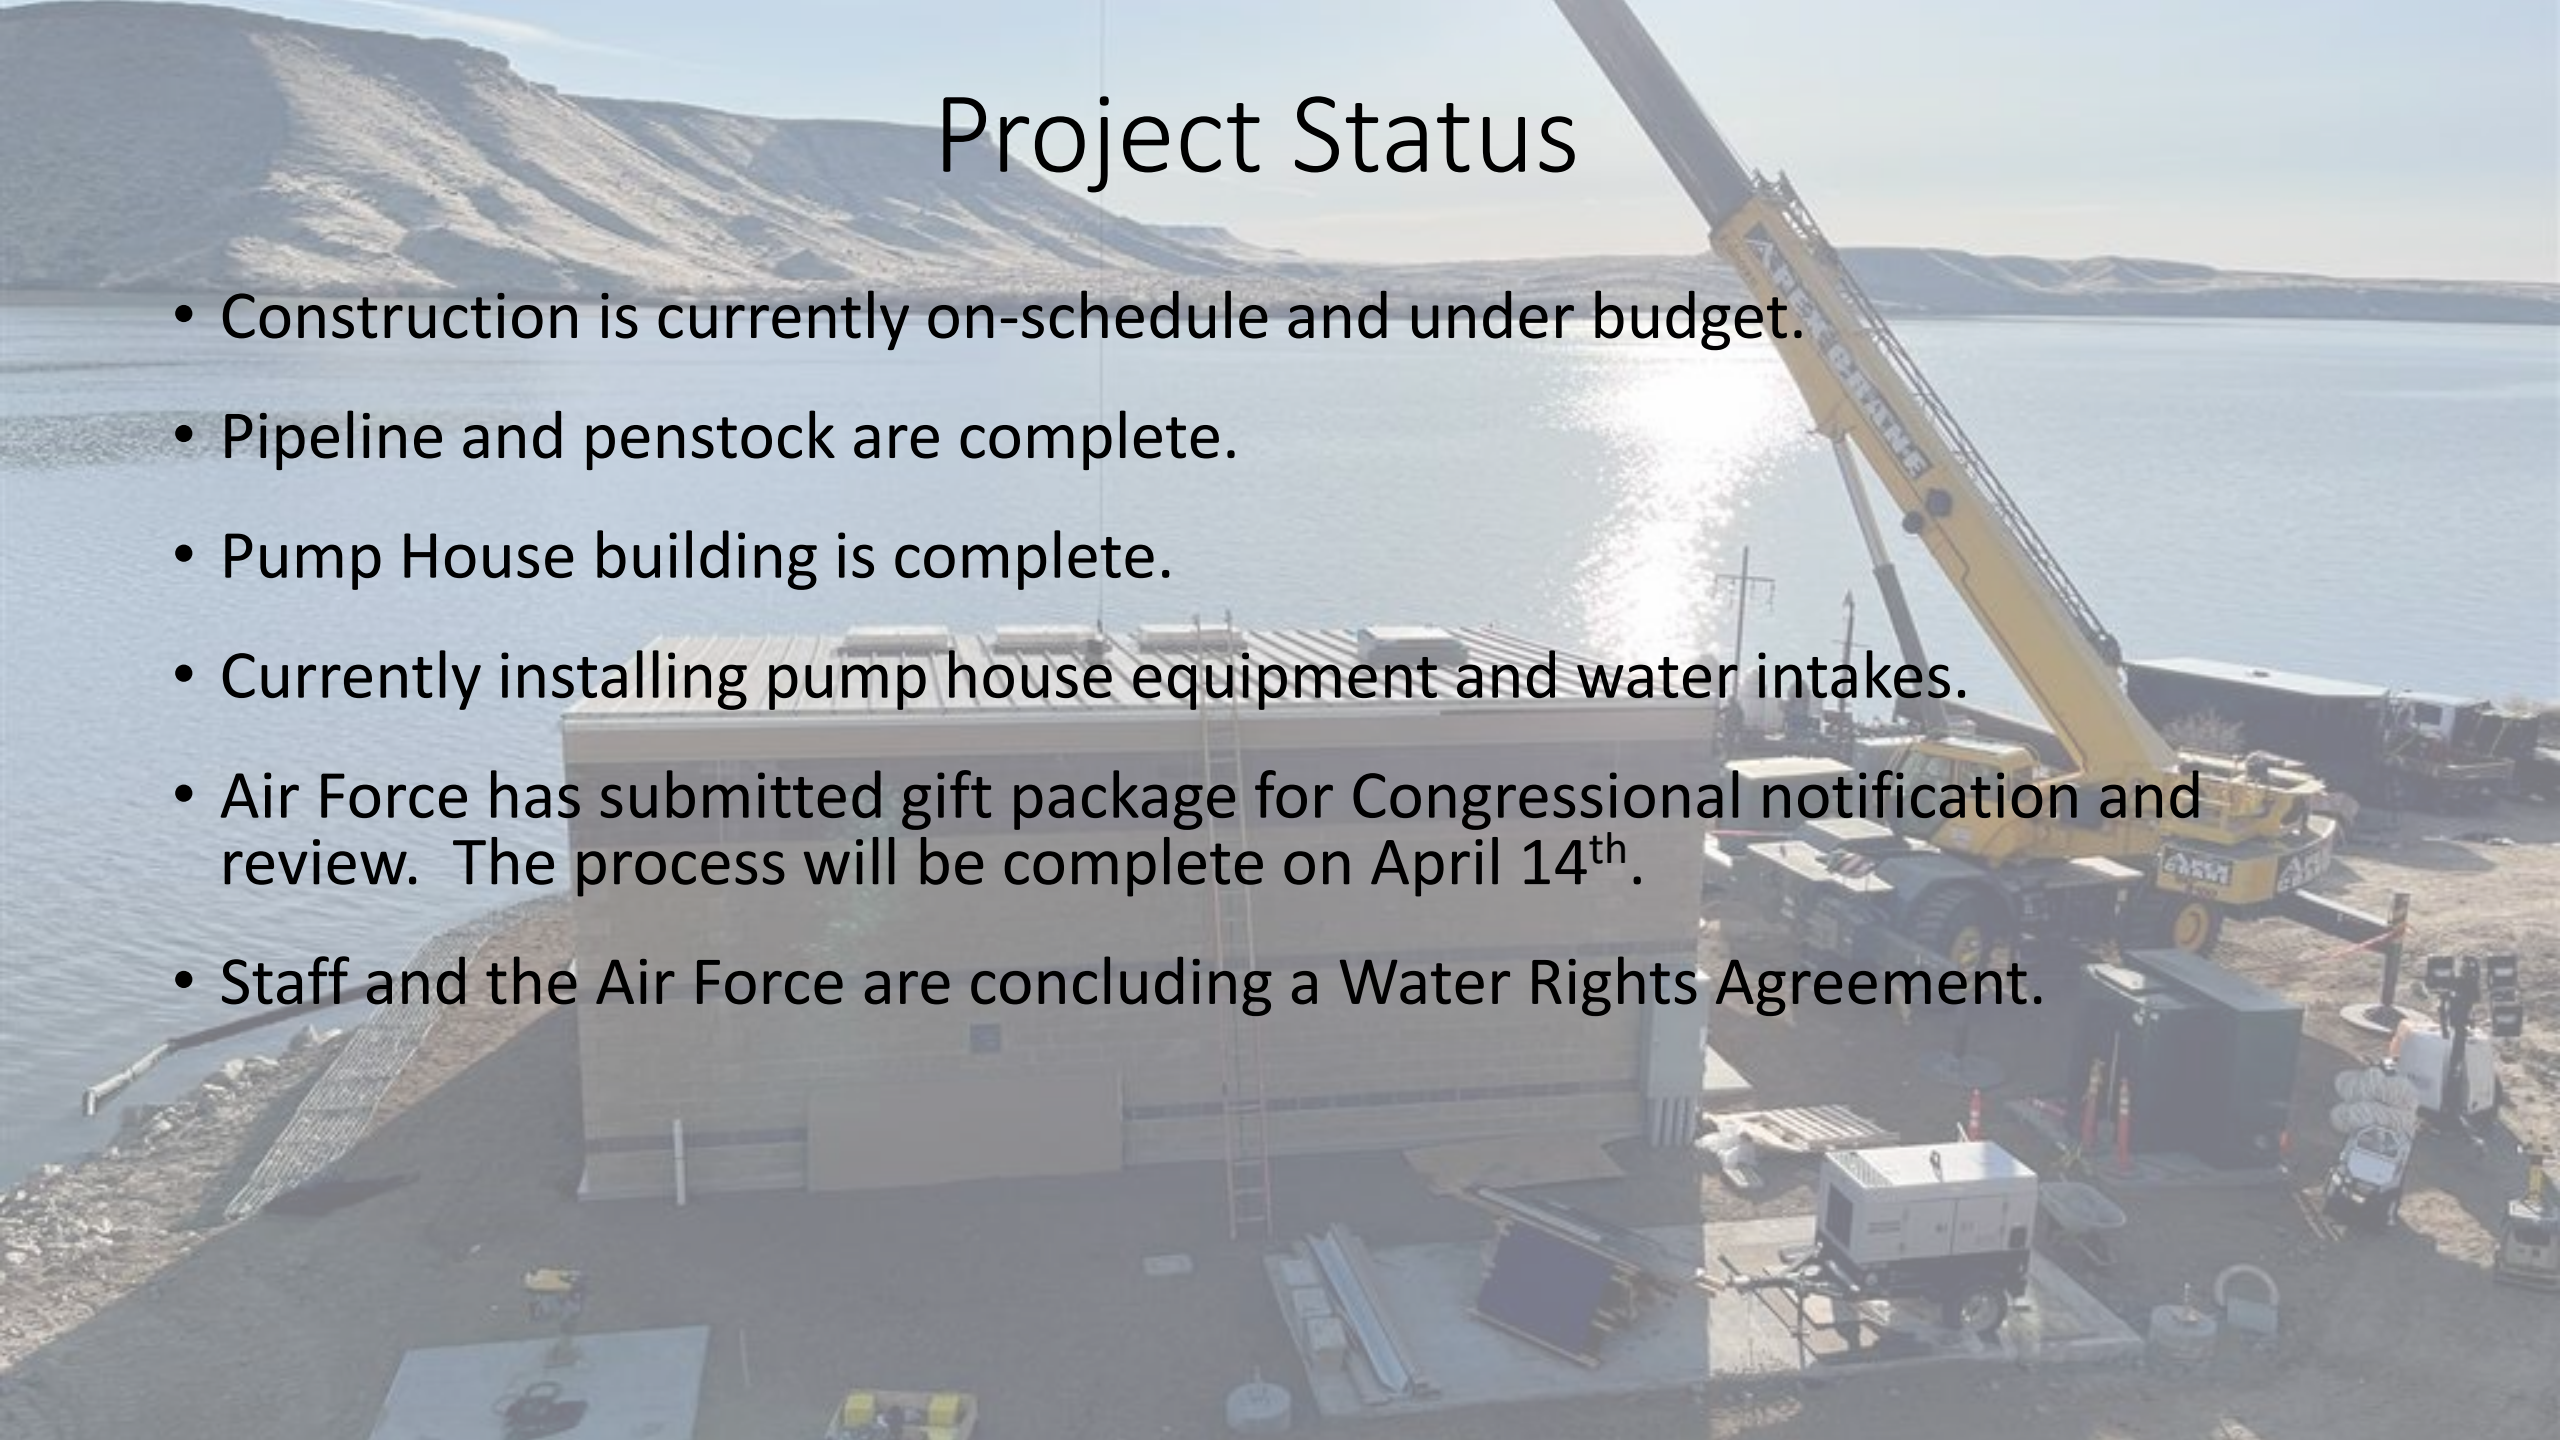 Project Status
• Construction is currently on-schedule and under budget.
• Pipeline and penstock are complete.
• Pump House building is complete.
• Currently installing pump house equipment and water intakes.
• Air Force has submitted gift package for Congressional notification and
review.  The process will be complete on April 14th.
• Staff and the Air Force are concluding a Water Rights Agreement.
CRANE